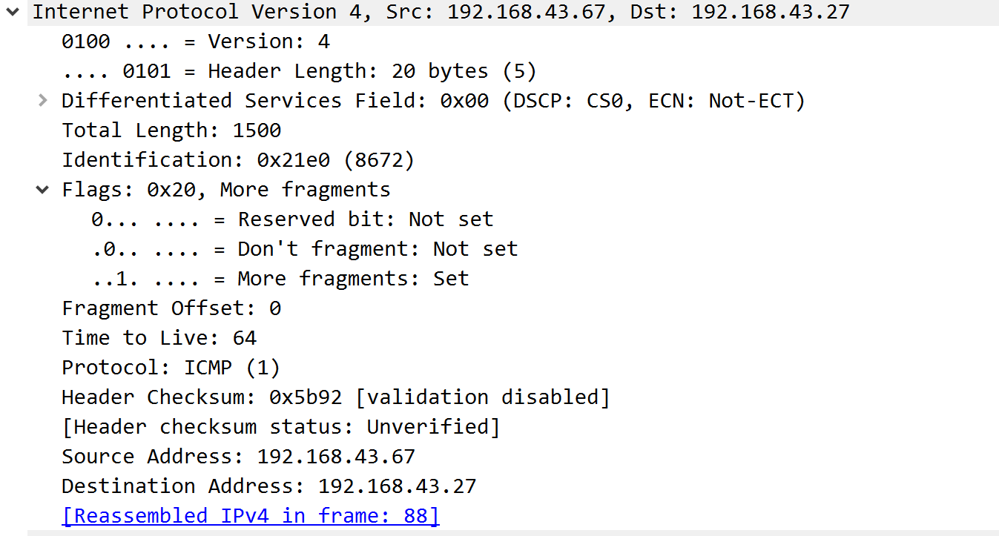 Internet Protocol Version 4, Src: 192.168.43.67, Dst: 192.168.43.27
0100 .... = Version: 4
.... 0101 = Header Length: 20 bytes (5)
Differentiated Services Field: 0x00 (DSCP: CS0, ECN: Not-ECT)
Total Length: 1500
Identification: 0x21e0 (8672)
Flags: 0x20, More fragments
0... .... = Reserved bit: Not set
.0.. .... = Don't fragment: Not set
..1. .... = More fragments: Set
Fragment Offset: 0
Time to Live: 64
Protocol: ICMP (1)
Header Checksum: 0x5b92 [validation disabled]
[Header checksum status: Unverified]
Source Address: 192.168.43.67
Destination Address: 192.168.43.27
[Reassembled IPv4 in frame: 88]